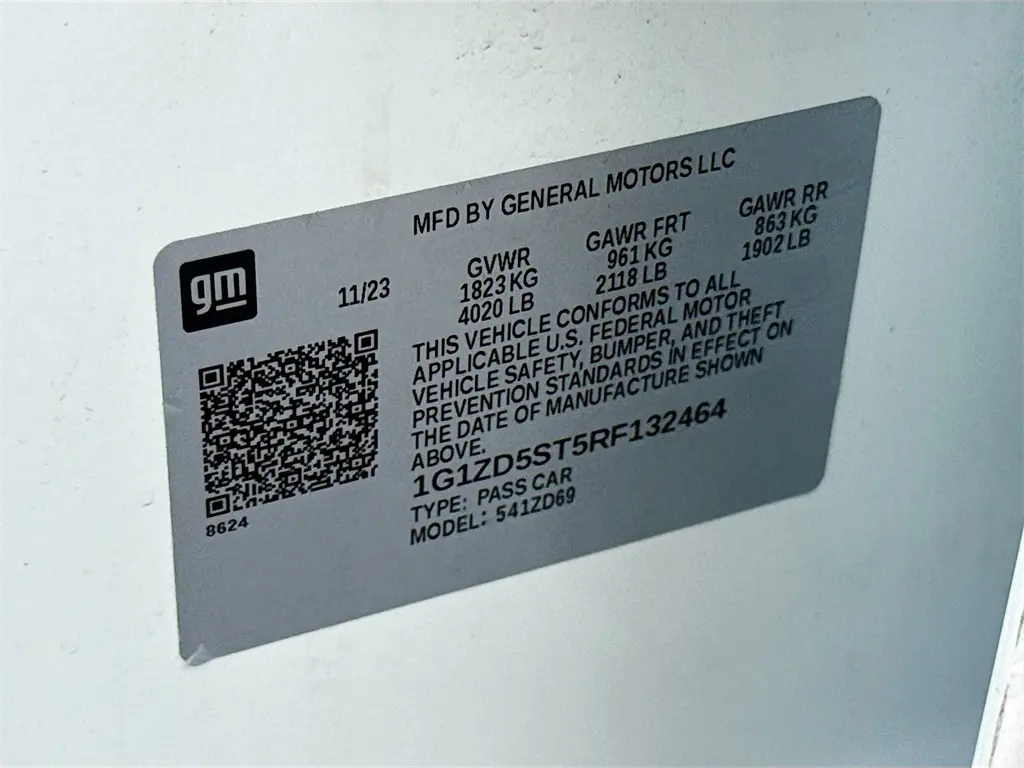 MFD BY GENERAL MOTORS LLC
gm
11/23
GVWR
1823 KG
4020 LB
GAWR FRT
961 KG
2118 LB
GAWR RR
863 KG
1902 LB
THIS VEHICLE CONFORMS TO ALL
APPLICABLE U.S. FEDERAL MOTOR
VEHICLE SAFETY, BUMPER, AND THEFT
PREVENTION STANDARDS IN EFFECT ON
THE DATE OF MANUFACTURE SHOWN
ABOVE.
1G1ZD5ST5RF132464
TYPE: PASS CAR
MODEL: 541ZD69
8624